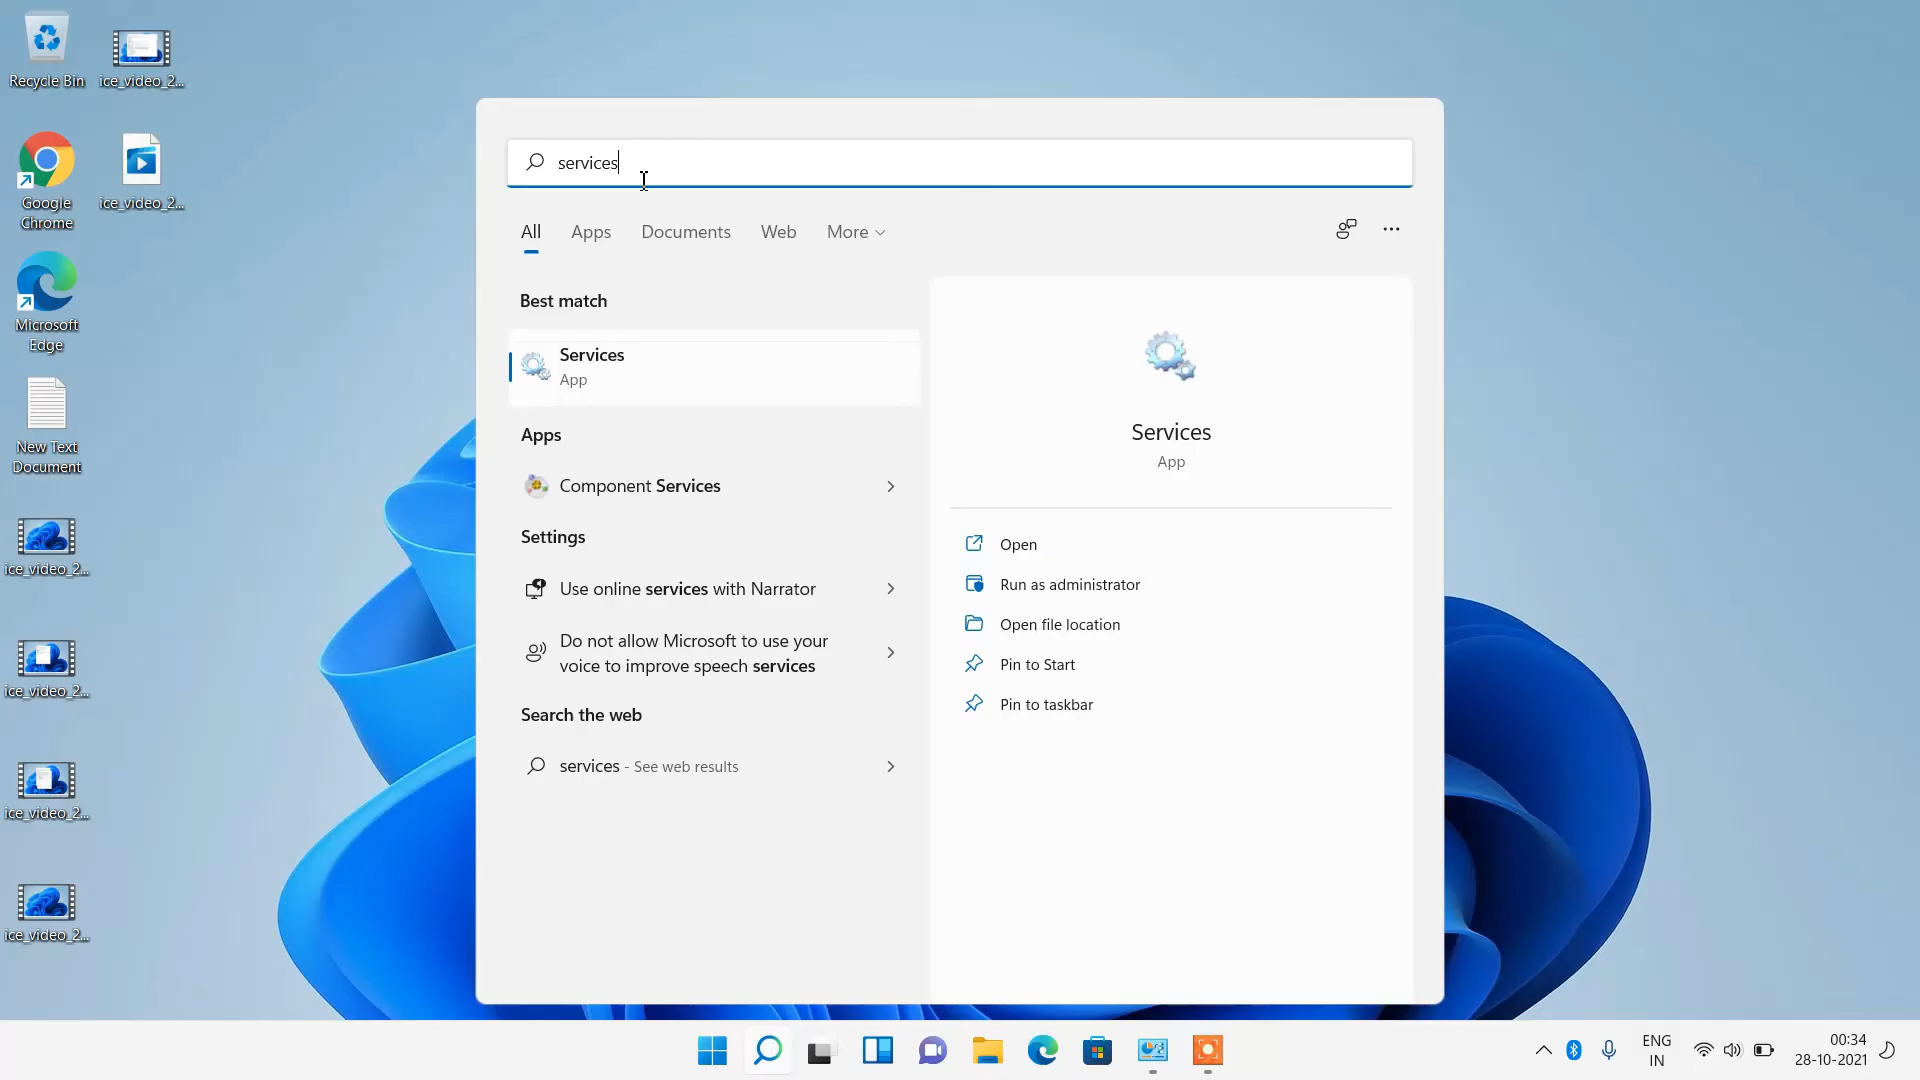 Recycle Bin
ice_video_2...
Google
Chrome
ice_video_2...
Microsoft
Edge
New Text
Document
ice_video_2...
ice_video_2...
ice_video_2...
ice_video_2...
services
All
Apps
Documents
Web
More
Best match
Services
App
Apps
Component Services
Settings
Use online services with Narrator
Do not allow Microsoft to use your
voice to improve speech services
Search the web
services - See web results
Services
App
Open
Run as administrator
Open file location
Pin to Start
Pin to taskbar
ENG
IN
00:34
28-10-2021